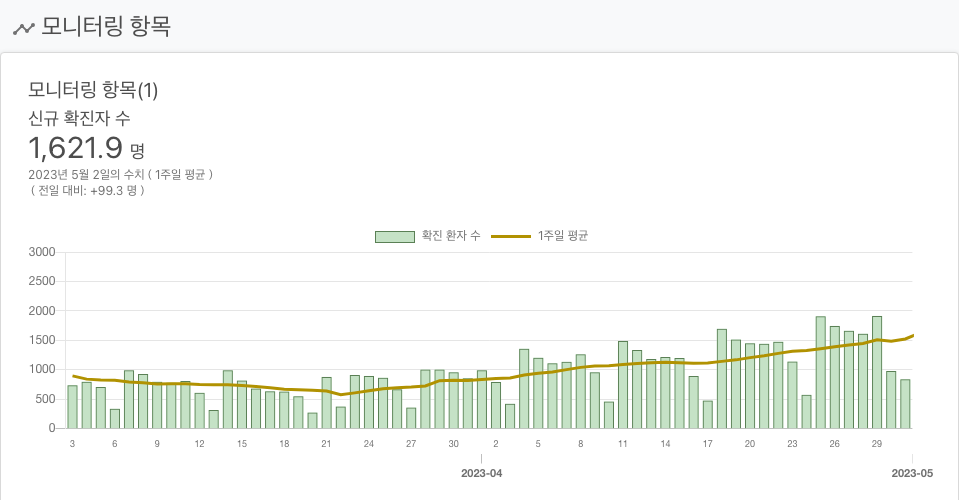 모니터링 항목
모니터링 항목(1)
신규 확진자 수
1,621.9 명
2023년 5월 2일의 수치 ( 1주일 평균 )
( 전일 대비: +99.3 명 )
확진 환자 수 1주일 평균
3000
2500
2000
1500
1000
500
0
3 6 9 12 15 18 21 24 27 30 2 5 8 11 14 17 20 23 26 29
2023-04 2023-05